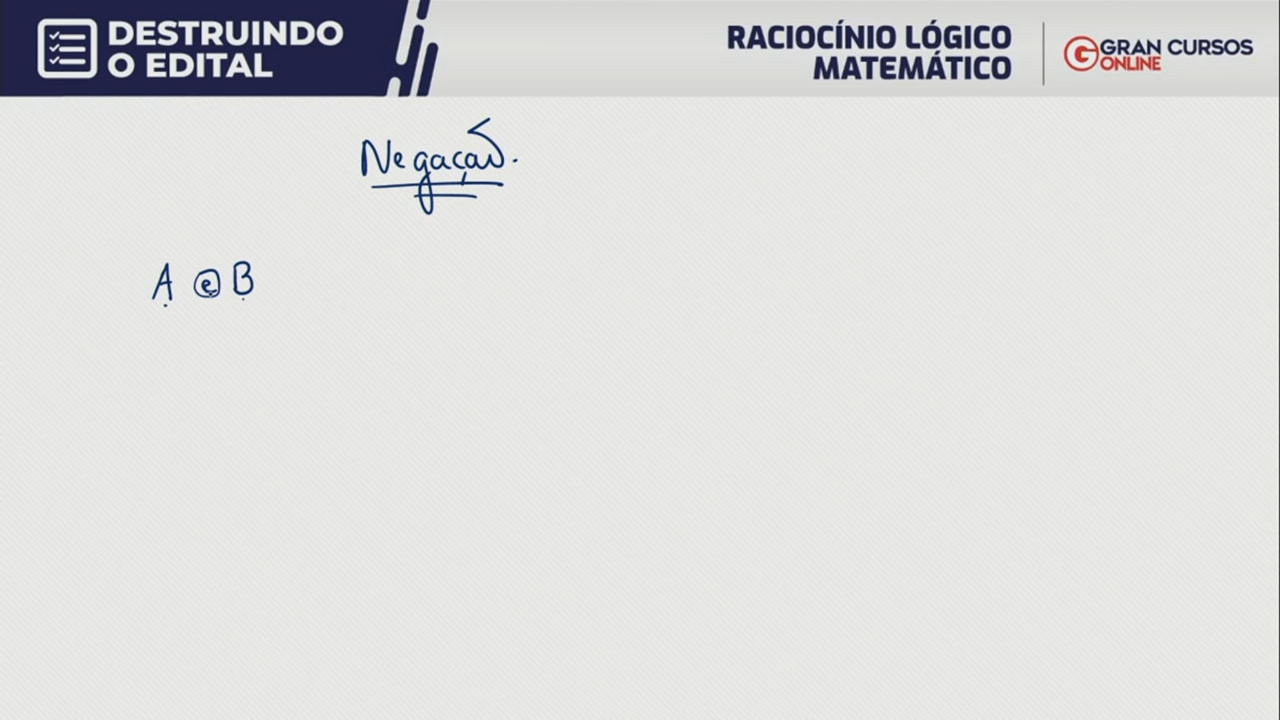 DESTRUINDO
O EDITAL
RACIOCÍNIO LÓGICO
MATEMÁTICO
GRAN CURSOS
ONLINE
Negação.
A e B